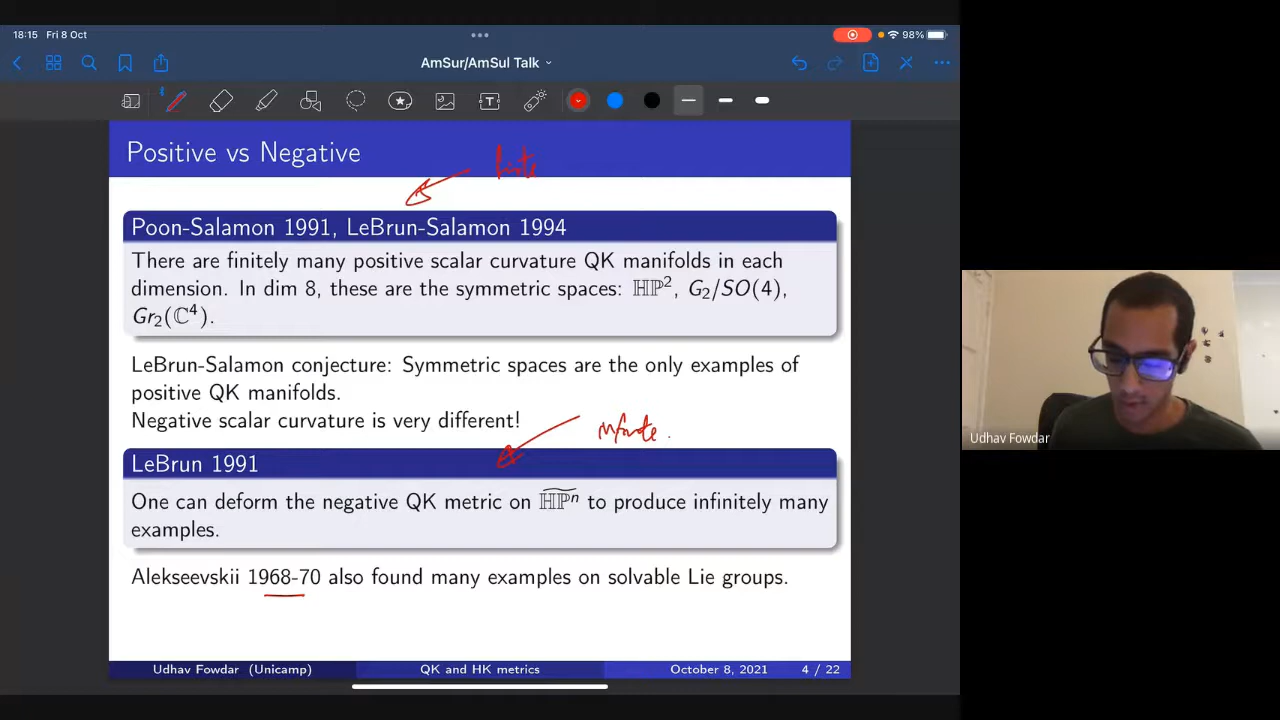 18:15 Fri 8 Oct
98%
AmSur/AmSul Talk
Positive vs Negative
finite
Poon-Salamon 1991, LeBrun-Salamon 1994
There are finitely many positive scalar curvature QK manifolds in each
dimension. In dim 8, these are the symmetric spaces: ℍℙ², G₂/SO(4),
Gr₂(ℂ⁴).
LeBrun-Salamon conjecture: Symmetric spaces are the only examples of
positive QK manifolds.
Negative scalar curvature is very different!
infinite
LeBrun 1991
One can deform the negative QK metric on \widetilde{ℍℙⁿ} to produce infinitely many
examples.
Alekseevskii 1968-70 also found many examples on solvable Lie groups.
Udhav Fowdar (Unicamp) QK and HK metrics October 8, 2021 4 / 22
Udhav Fowdar